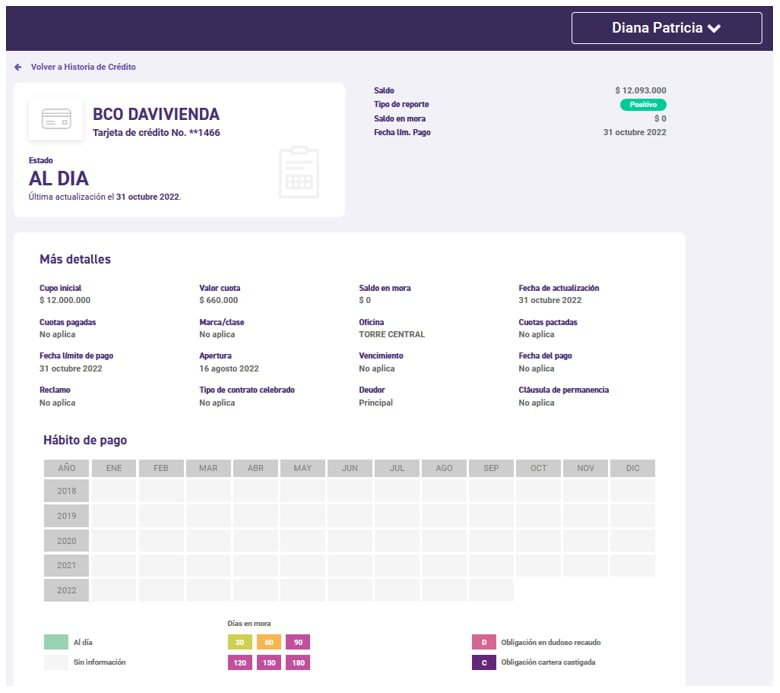 Diana Patricia
Volver a Historia de Crédito
BCO DAVIVIENDA
Tarjeta de crédito No. **1466
Estado
AL DIA
Última actualización el 31 octubre 2022.
Saldo $ 12.093.000
Tipo de reporte Positivo
Saldo en mora $ 0
Fecha lím. Pago 31 octubre 2022
Más detalles
Cupo inicial Valor cuota Saldo en mora Fecha de actualización
$ 12.000.000 $ 660.000 $ 0 31 octubre 2022
Cuotas pagadas Marca/clase Oficina Cuotas pactadas
No aplica No aplica TORRE CENTRAL No aplica
Fecha límite de pago Apertura Vencimiento Fecha del pago
31 octubre 2022 16 agosto 2022 No aplica No aplica
Reclamo Tipo de contrato celebrado Deudor Cláusula de permanencia
No aplica No aplica Principal No aplica
Hábito de pago
AÑO ENE FEB MAR ABR MAY JUN JUL AGO SEP OCT NOV DIC
2018
2019
2020
2021
2022
Días en mora
Al día 30 60 90 D Obligación en dudoso recaudo
Sin información 120 150 180 C Obligación cartera castigada